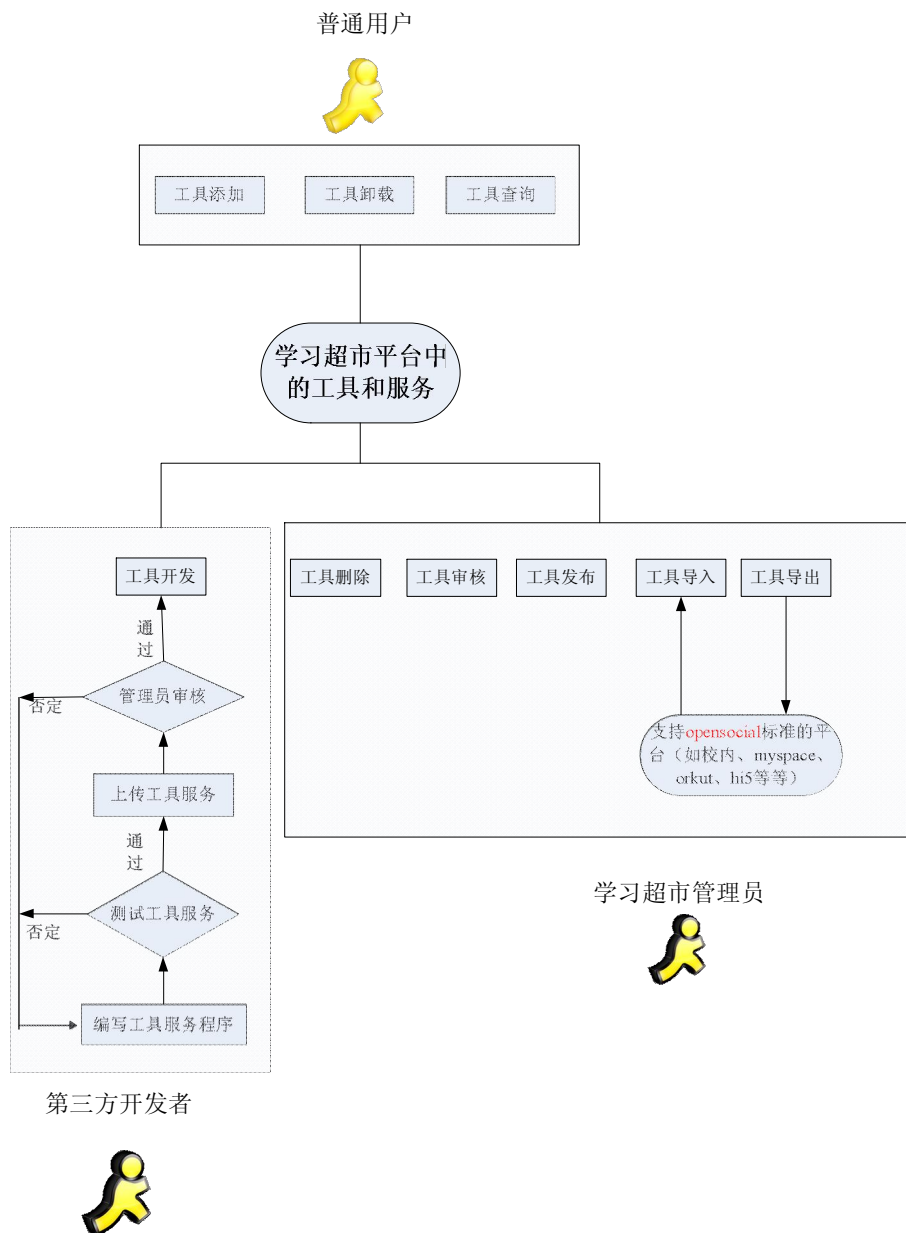 普通用户
工具添加
工具卸载
工具查询
学习超市平台中
的工具和服务
工具开发
通
过
管理员审核
否定
上传工具服务
通
过
测试工具服务
否定
编写工具服务程序
第三方开发者
工具删除
工具审核
工具发布
工具导入
工具导出
支持opensocial标准的平
台（如校内、myspace、
orkut、hi5等等）
学习超市管理员